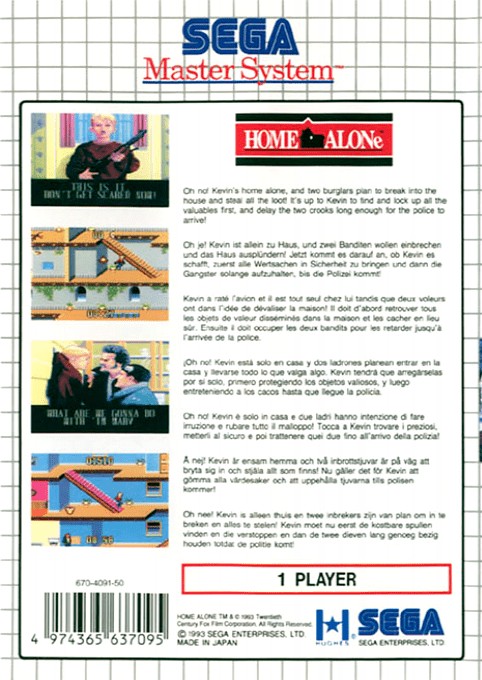 SEGA
Master System™
HOME ALONe
THIS IS IT
DON'T GET SCARED NOW!
Oh no! Kevin's home alone, and two burglars plan to break into the
house and steal all the loot! It's up to Kevin to find and lock up all the
valuables first, and delay the two crooks long enough for the police to
arrive!
Oh je! Kevin ist allein zu Haus, und zwei Banditen wollen einbrechen
und das Haus ausplündern! Jetzt kommt es darauf an, ob Kevin es
schafft, zuerst alle Wertsachen in Sicherheit zu bringen und dann die
Gangster solange aufzuhalten, bis die Polizei kommt!
Kevin a raté l'avion et il est tout seul chez lui tandis que deux voleurs
ont dans l'idée de dévaliser la maison! Il doit d'abord retrouver tous
les objets de valeur disséminés dans la maison et les cacher en lieu
sûr. Ensuite il doit occuper les deux bandits pour les retarder jusqu'à
l'arrivée de la police.
WHAT ARE WE GONNA DO
WITH 'IM MARV
¡Oh no! Kevin está solo en casa y dos ladrones planean entrar en la
casa y llevarse todo lo que valga algo. Kevin tendrá que arreglárselas
por si solo, primero protegiendo los objetos valiosos, y luego
entreteniendo a los cacos hasta que llegue la policía.
Oh no! Kevin è solo in casa e due ladri hanno intenzione di fare
irruzione e rubare tutto il malloppo! Tocca a Kevin trovare i preziosi,
metterli al sicuro e poi trattenere quei due fino all'arrivo della polizia!
Å nej! Kevin är ensam hemma och två inbrottstjuvar är på väg att
bryta sig in och stjäla allt som finns! Nu gäller det för Kevin att
gömma alla värdesaker och att uppehålla tjuvarna tills polisen
kommer!
Oh nee! Kevin is alleen thuis en twee inbrekers zijn van plan om in te
breken en alles te stelen! Kevin moet nu eerst de kostbare spullen
vinden en die verstoppen en dan de twee dieven lang genoeg bezig
houden totdat de politie komt!
670-4091-50
1 PLAYER
4 974365 637095
HOME ALONE TM & © 1993 Twentieth
Century Fox Film Corporation. All Rights Reserved.
© 1993 SEGA ENTERPRISES, LTD.
MADE IN JAPAN
HUGHES
SEGA®
SEGA ENTERPRISES, LTD.